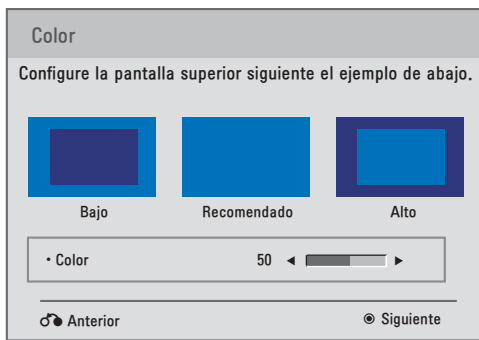 Color
Configure la pantalla superior siguiente el ejemplo de abajo.
Bajo Recomendado Alto
• Color 50 ◄ ►
Anterior ◉ Siguiente